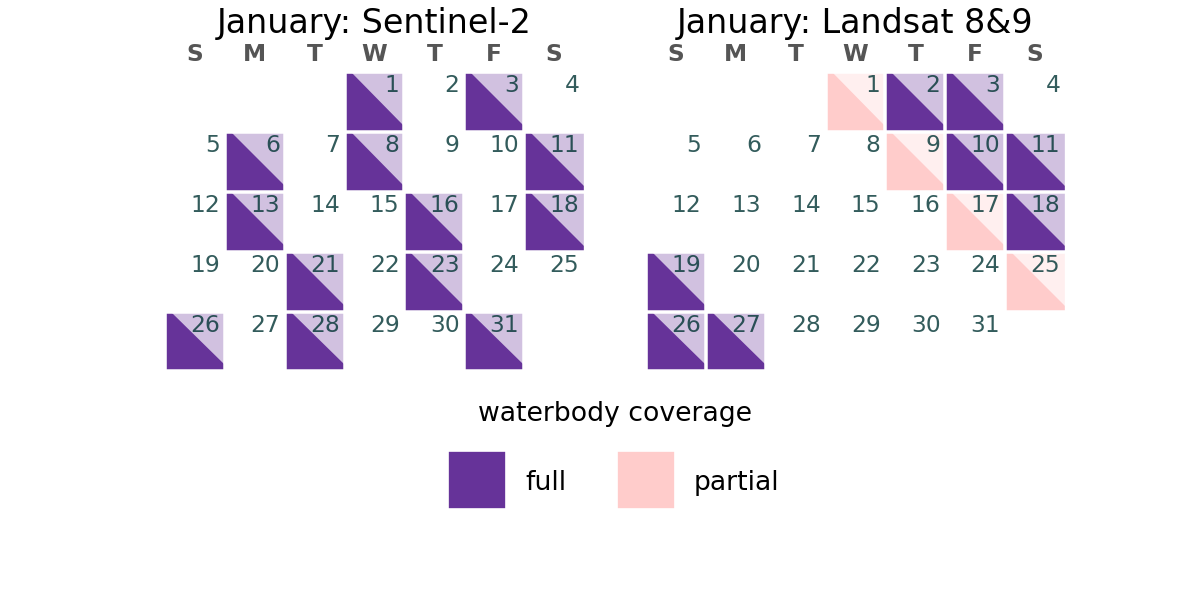 January: Sentinel-2
S M T W T F S
1 2 3 4
5 6 7 8 9 10 11
12 13 14 15 16 17 18
19 20 21 22 23 24 25
26 27 28 29 30 31
January: Landsat 8&9
S M T W T F S
1 2 3 4
5 6 7 8 9 10 11
12 13 14 15 16 17 18
19 20 21 22 23 24 25
26 27 28 29 30 31
waterbody coverage
full
partial